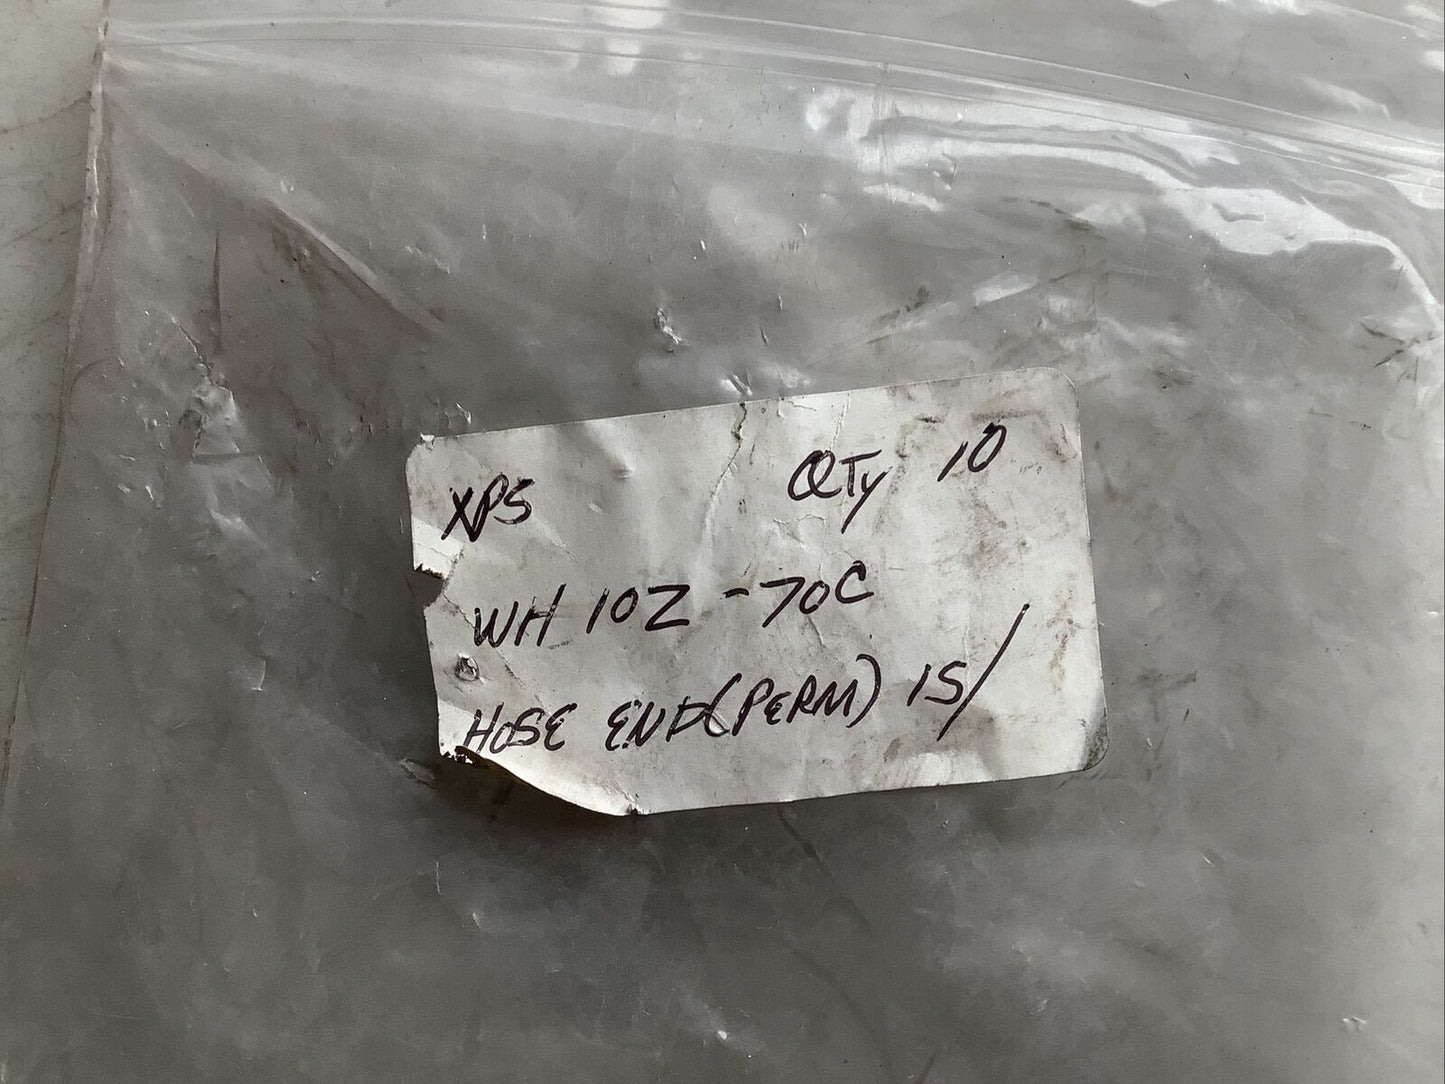 XPS QTY 10
WH 10Z -70C
HOSE END (PERM) 15/